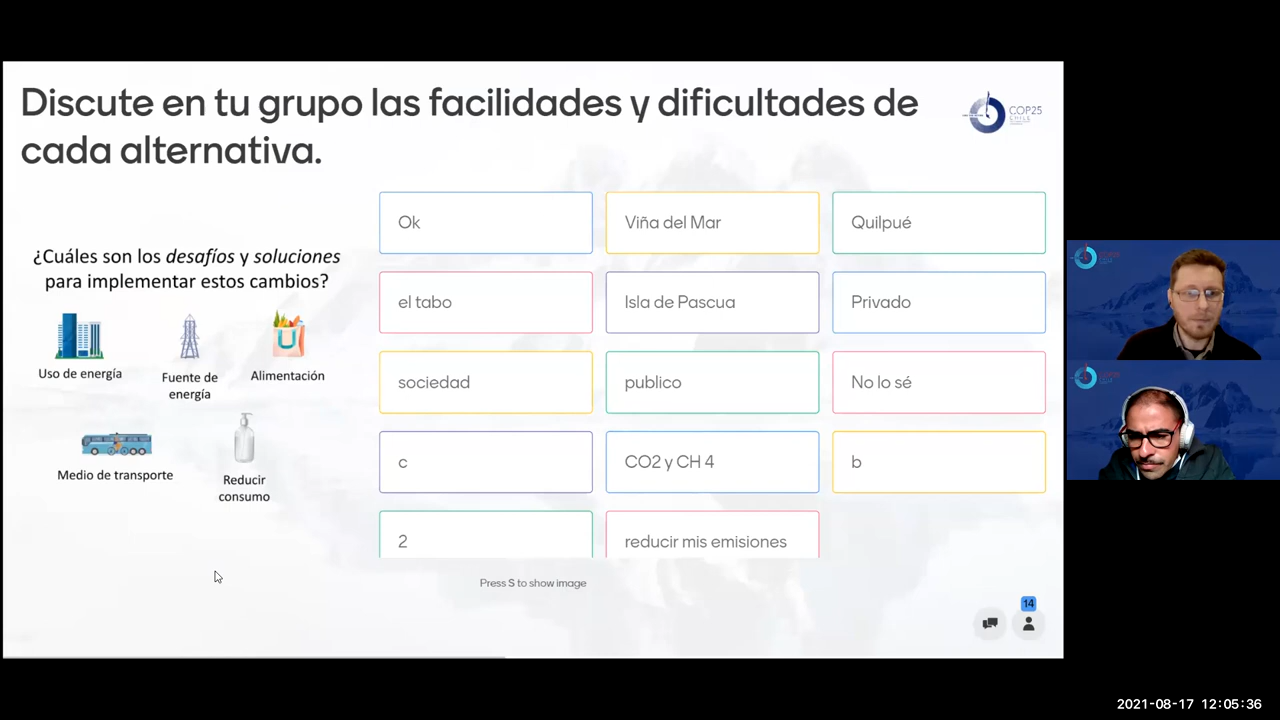 Discute en tu grupo las facilidades y dificultades de
cada alternativa.
COP25
CHILE
¿Cuáles son los desafíos y soluciones
para implementar estos cambios?
Uso de energía
Fuente de
energía
Alimentación
Medio de transporte
Reducir
consumo
Ok
Viña del Mar
Quilpué
el tabo
Isla de Pascua
Privado
sociedad
publico
No lo sé
c
CO2 y CH 4
b
2
reducir mis emisiones
Press S to show image
14
2021-08-17 12:05:36